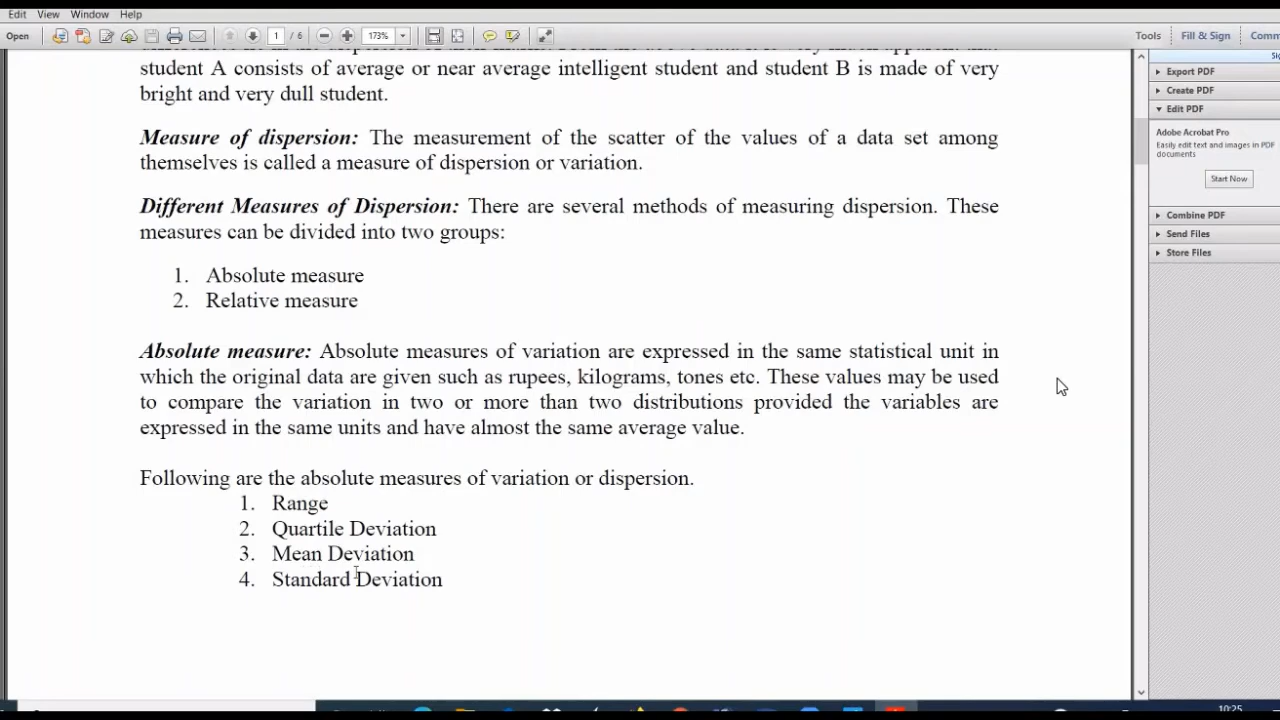 Edit View Window Help
Open 1 / 6 173% Tools Fill & Sign
student A consists of average or near average intelligent student and student B is made of very
bright and very dull student.
Measure of dispersion: The measurement of the scatter of the values of a data set among
themselves is called a measure of dispersion or variation.
Different Measures of Dispersion: There are several methods of measuring dispersion. These
measures can be divided into two groups:
1. Absolute measure
2. Relative measure
Absolute measure: Absolute measures of variation are expressed in the same statistical unit in
which the original data are given such as rupees, kilograms, tones etc. These values may be used
to compare the variation in two or more than two distributions provided the variables are
expressed in the same units and have almost the same average value.
Following are the absolute measures of variation or dispersion.
1. Range
2. Quartile Deviation
3. Mean Deviation
4. Standard Deviation
Export PDF
Create PDF
Edit PDF
Adobe Acrobat Pro
Easily edit text and images in PDF
documents
Start Now
Combine PDF
Send Files
Store Files
10:25